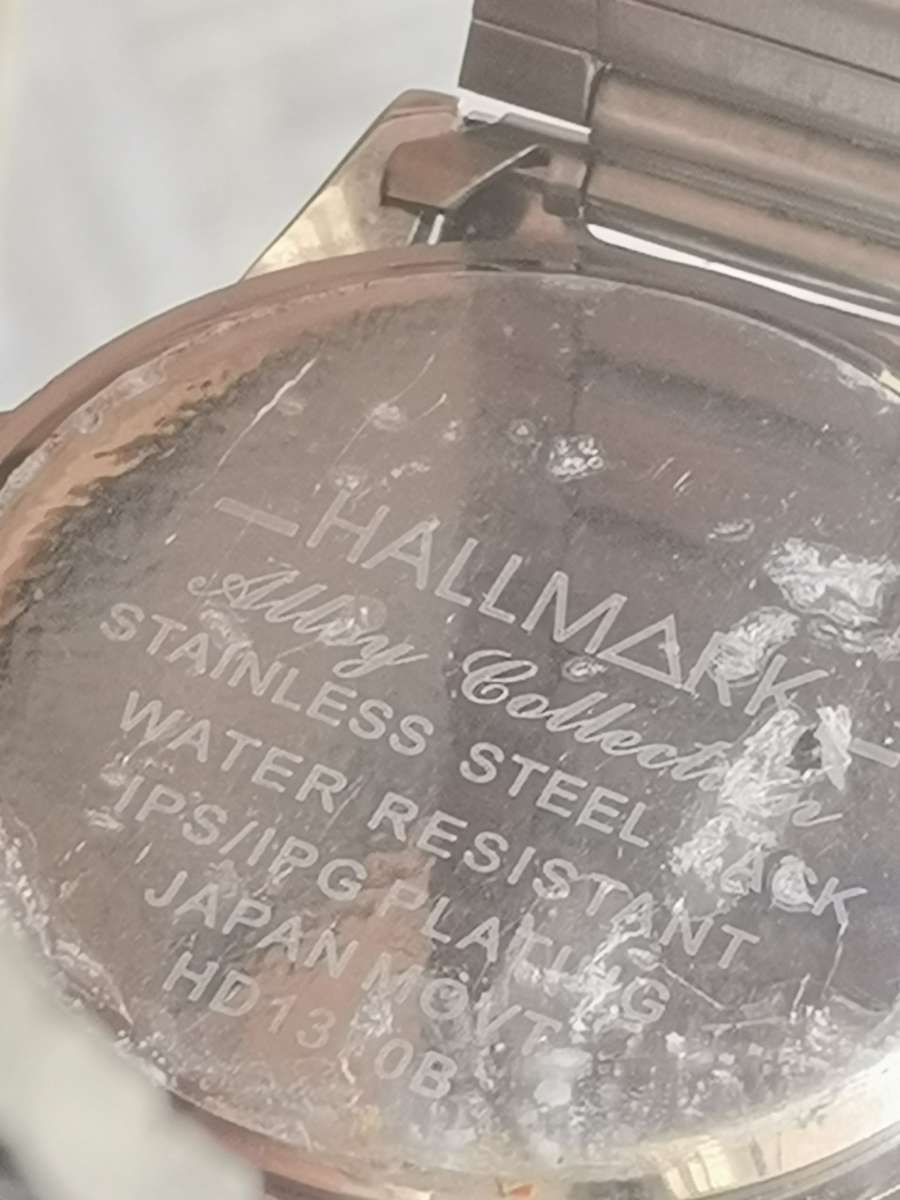 HALLMARK
Alloy Collection
STAINLESS STEEL BACK
WATER RESISTANT
IPS/IPG PLATING
JAPAN MOVT